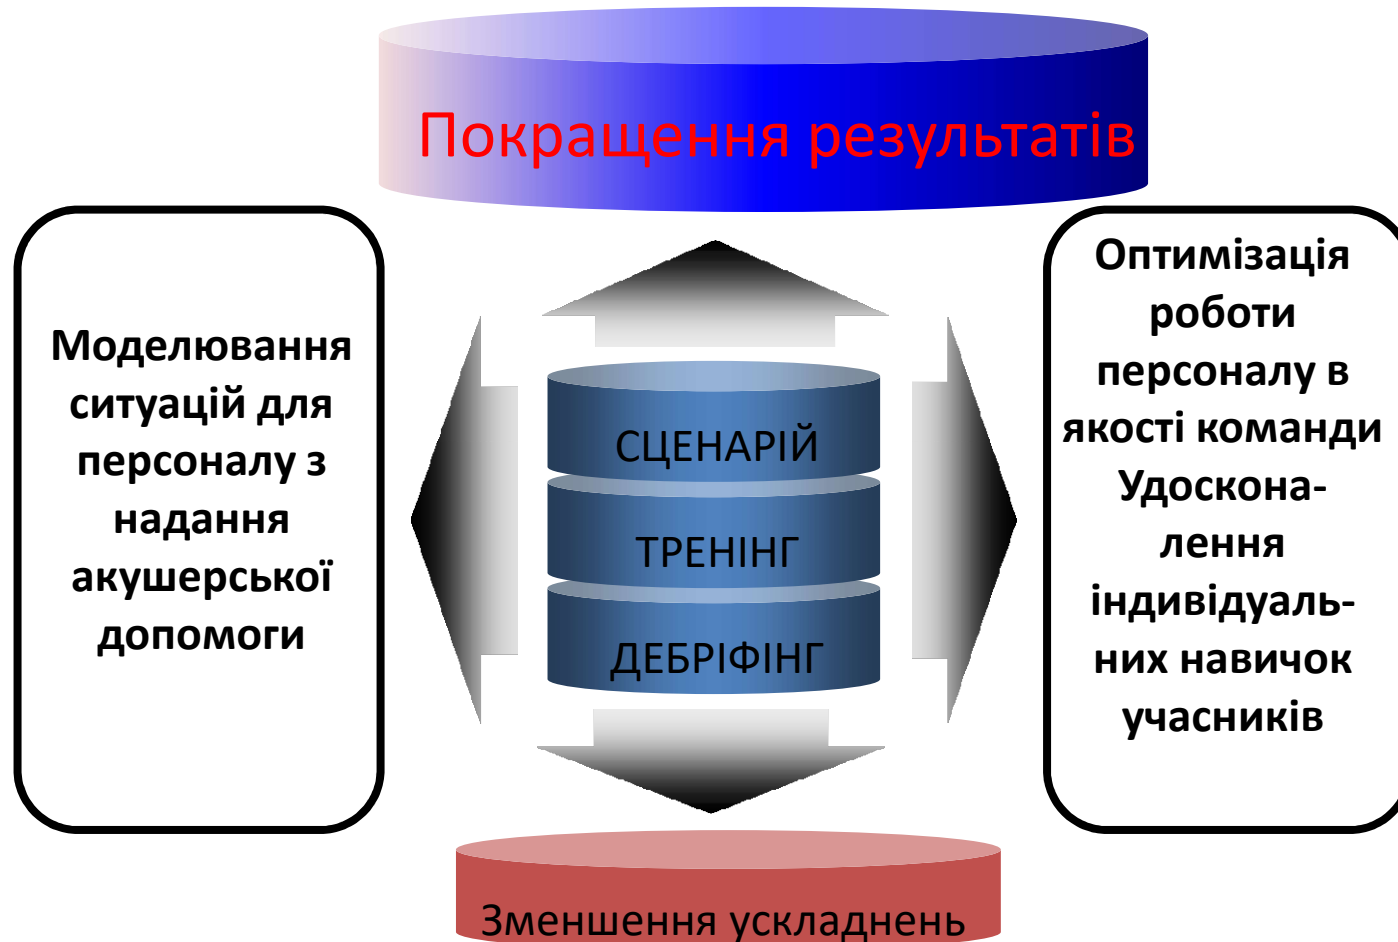 Покращення результатів
Моделювання
ситуацій для
персоналу з
надання
акушерської
допомоги
СЦЕНАРІЙ
ТРЕНІНГ
ДЕБРІФІНГ
Оптимізація
роботи
персоналу в
якості команди
Удоскона-
лення
індивідуаль-
них навичок
учасників
Зменшення ускладнень